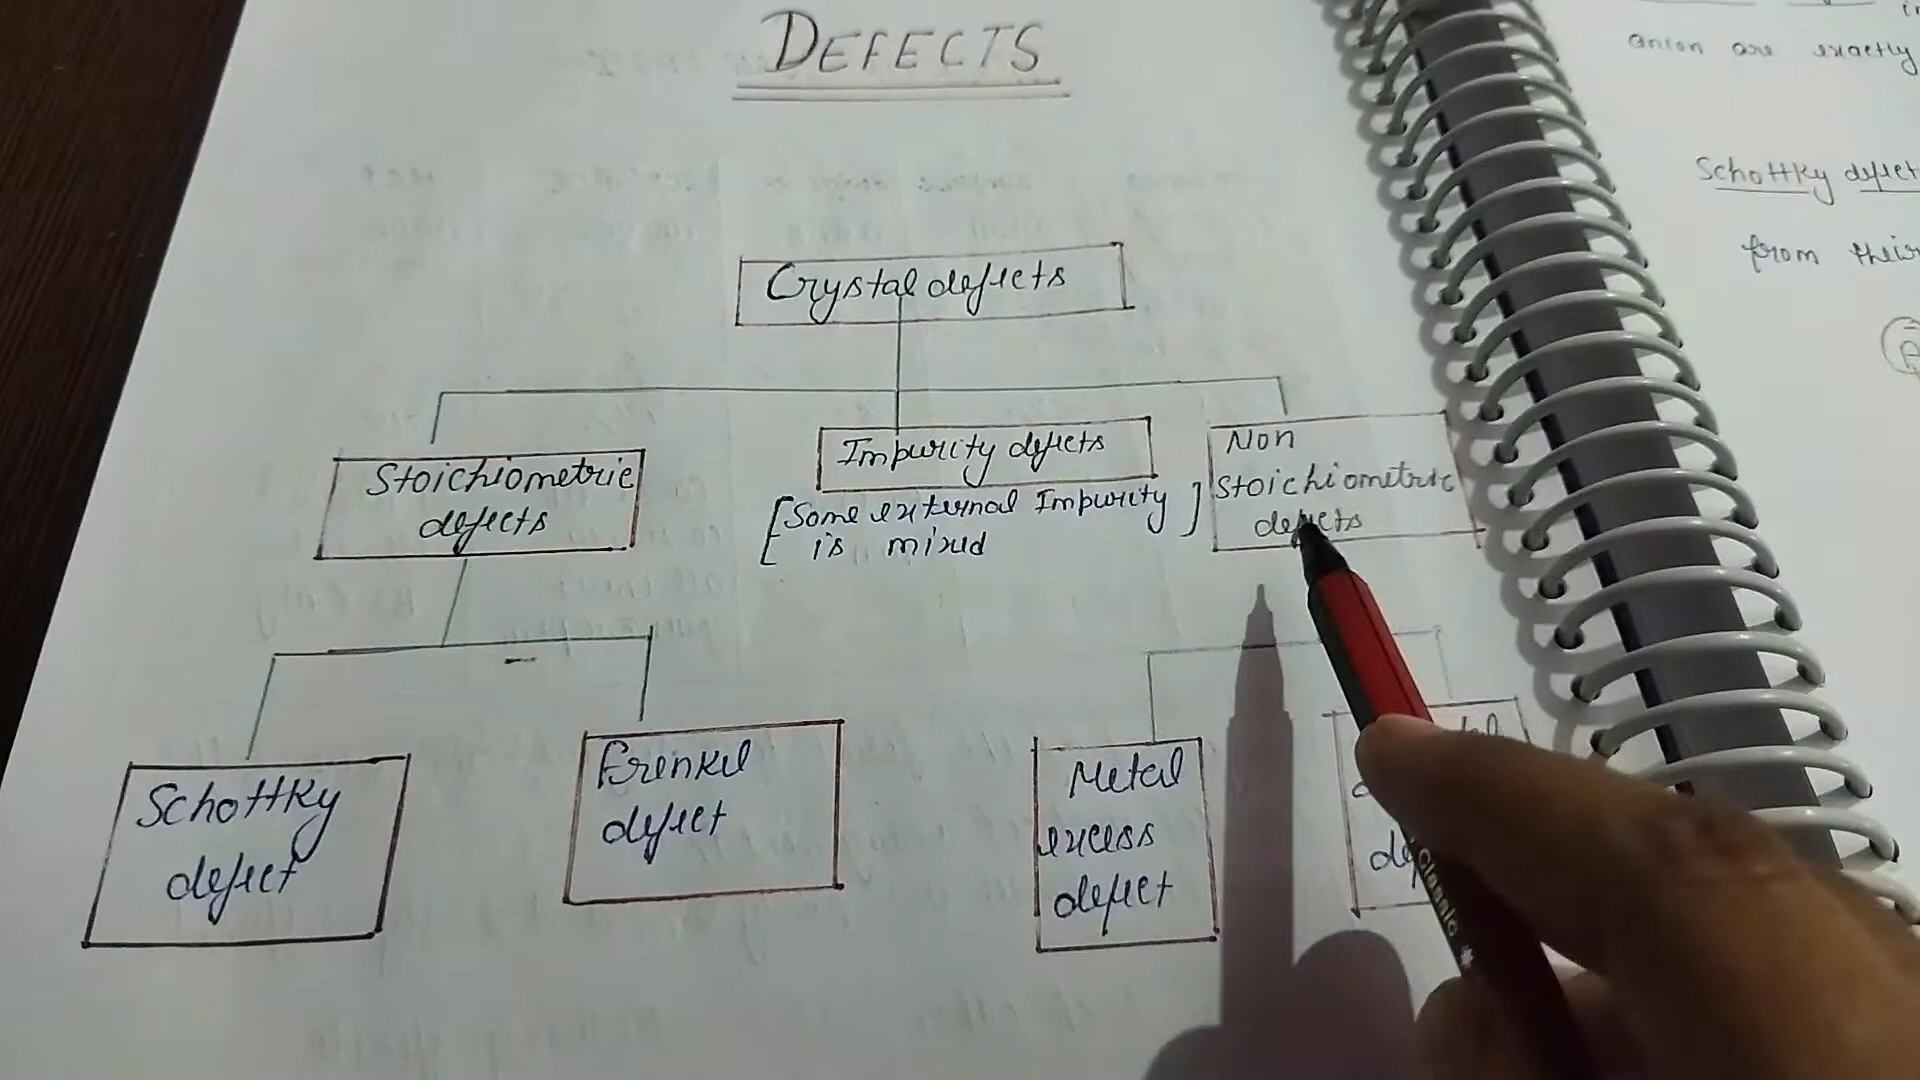 DEFECTS
Crystal defects
Stoichiometric
defects
Impurity defects
[Some external Impurity]
is mixed
Non
Stoichiometric
defects
Schottky
defect
Frenkel
defect
Metal
excess
defect
anion are exactly
Schottky defect
from their
Classic